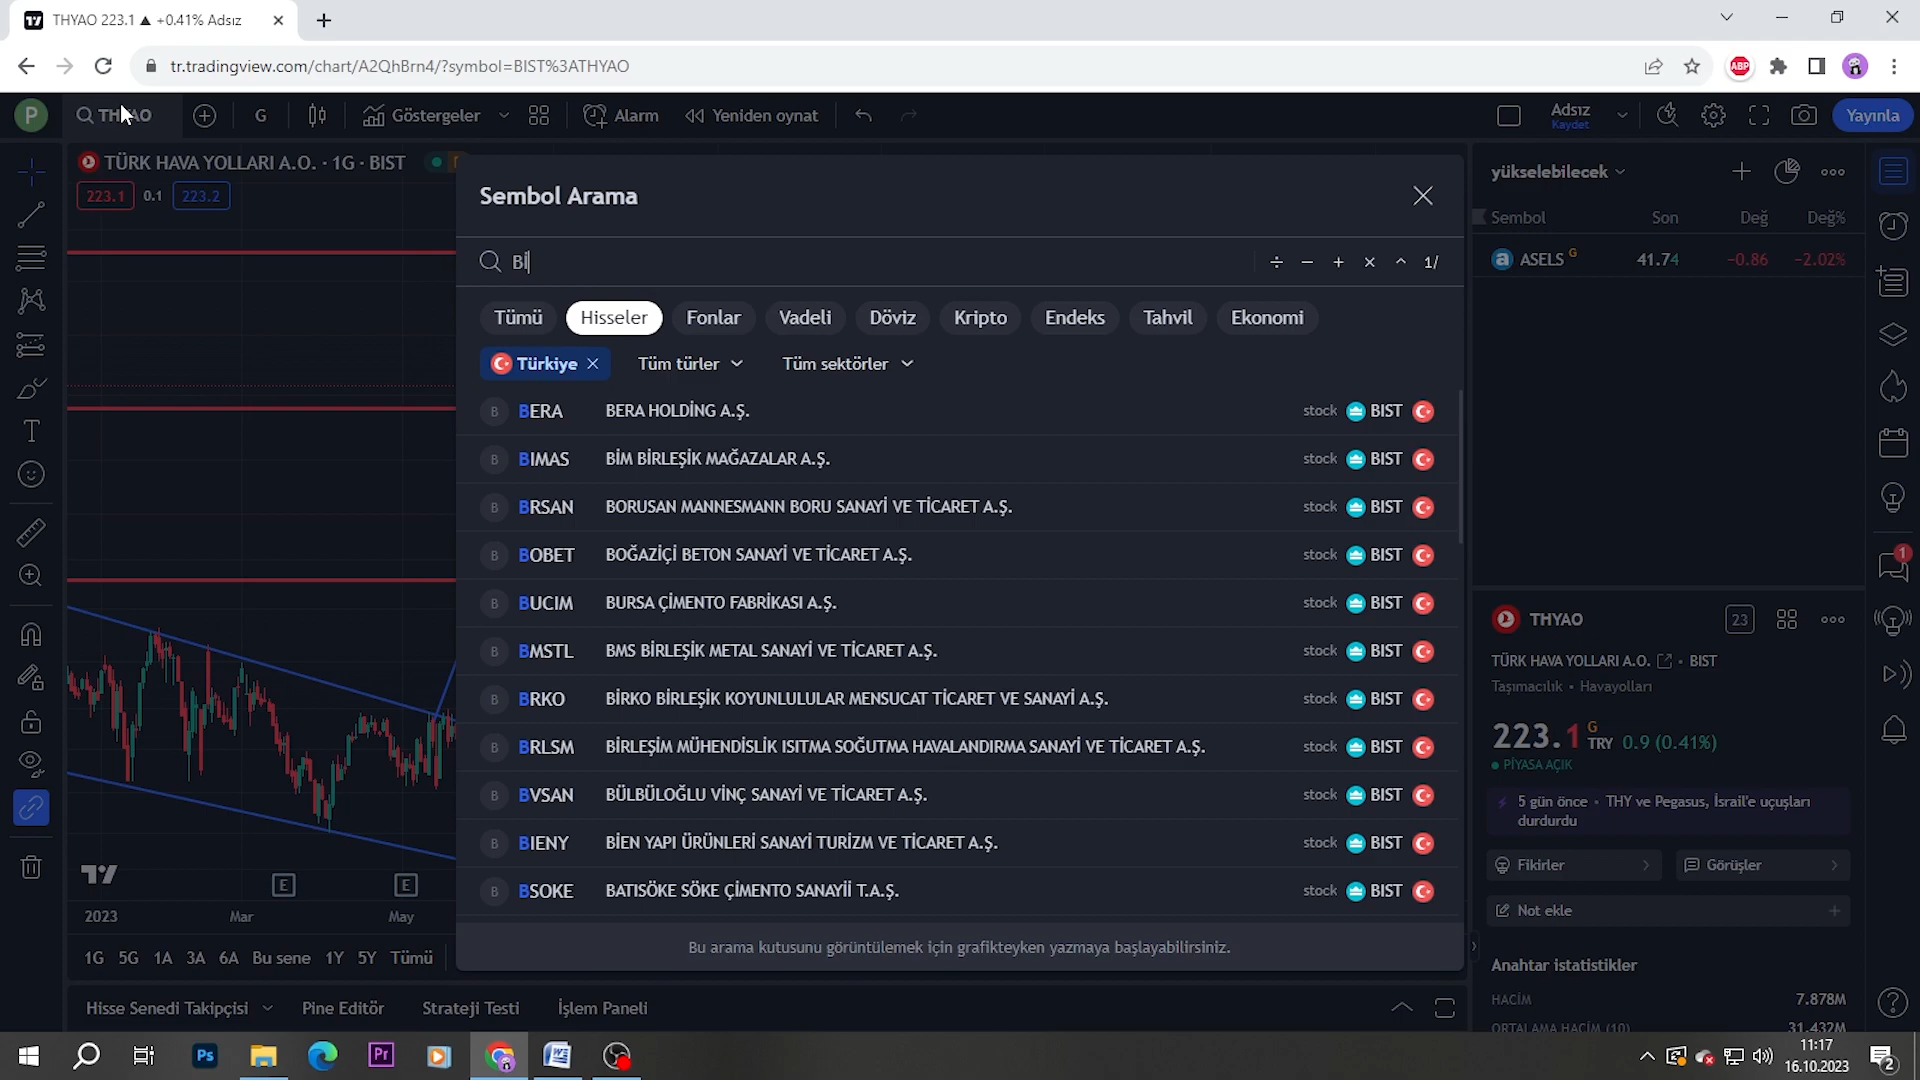 THYAO 223.1 ▲ +0.41% Adsız
tr.tradingview.com/chart/A2QhBrn4/?symbol=BIST%3ATHYAO
ABP
P
G
Göstergeler
Alarm
Yeniden oynat
Adsız
Kaydet
Yayınla
TÜRK HAVA YOLLARI A.O. · 1G · BIST
223.1 0.1 223.2
Sembol Arama
Bİ
÷ − + × ^ 1/
Tümü Hisseler Fonlar Vadeli Döviz Kripto Endeks Tahvil Ekonomi
Türkiye × Tüm türler Tüm sektörler
B BERA BERA HOLDİNG A.Ş. stock BIST
B BIMAS BİM BİRLEŞİK MAĞAZALAR A.Ş. stock BIST
B BRSAN BORUSAN MANNESMANN BORU SANAYİ VE TİCARET A.Ş. stock BIST
B BOBET BOĞAZİÇİ BETON SANAYİ VE TİCARET A.Ş. stock BIST
B BUCIM BURSA ÇİMENTO FABRİKASI A.Ş. stock BIST
B BMSTL BMS BİRLEŞİK METAL SANAYİ VE TİCARET A.Ş. stock BIST
B BRKO BİRKO BİRLEŞİK KOYUNLULULAR MENSUCAT TİCARET VE SANAYİ A.Ş. stock BIST
B BRLSM BİRLEŞİM MÜHENDİSLİK ISITMA SOĞUTMA HAVALANDIRMA SANAYİ VE TİCARET A.Ş. stock BIST
B BVSAN BÜLBÜLOĞLU VİNÇ SANAYİ VE TİCARET A.Ş. stock BIST
B BIENY BİEN YAPI ÜRÜNLERİ SANAYİ TURİZM VE TİCARET A.Ş. stock BIST
B BSOKE BATISÖKE SÖKE ÇİMENTO SANAYİİ T.A.Ş. stock BIST
Bu arama kutusunu görüntülemek için grafikteyken yazmaya başlayabilirsiniz.
E E
2023 Mar May
1G 5G 1A 3A 6A Bu sene 1Y 5Y Tümü
Hisse Senedi Takipçisi Pine Editör Strateji Testi İşlem Paneli
yükselebilecek
Sembol Son Değ Değ%
ASELS G 41.74 −0.86 −2.02%
1
THYAO
23
TÜRK HAVA YOLLARI A.O. • BIST
Taşımacılık • Havayolları
223.1 G TRY 0.9 (0.41%)
PİYASA AÇIK
5 gün önce • THY ve Pegasus, İsrail'e uçuşları
durdurdu
Fikirler Görüşler
Not ekle
Anahtar istatistikler
HACİM 7.878M
ORTALAMA HACİM (10) 31.432M
Ps
Pr
11:17
16.10.2023
2